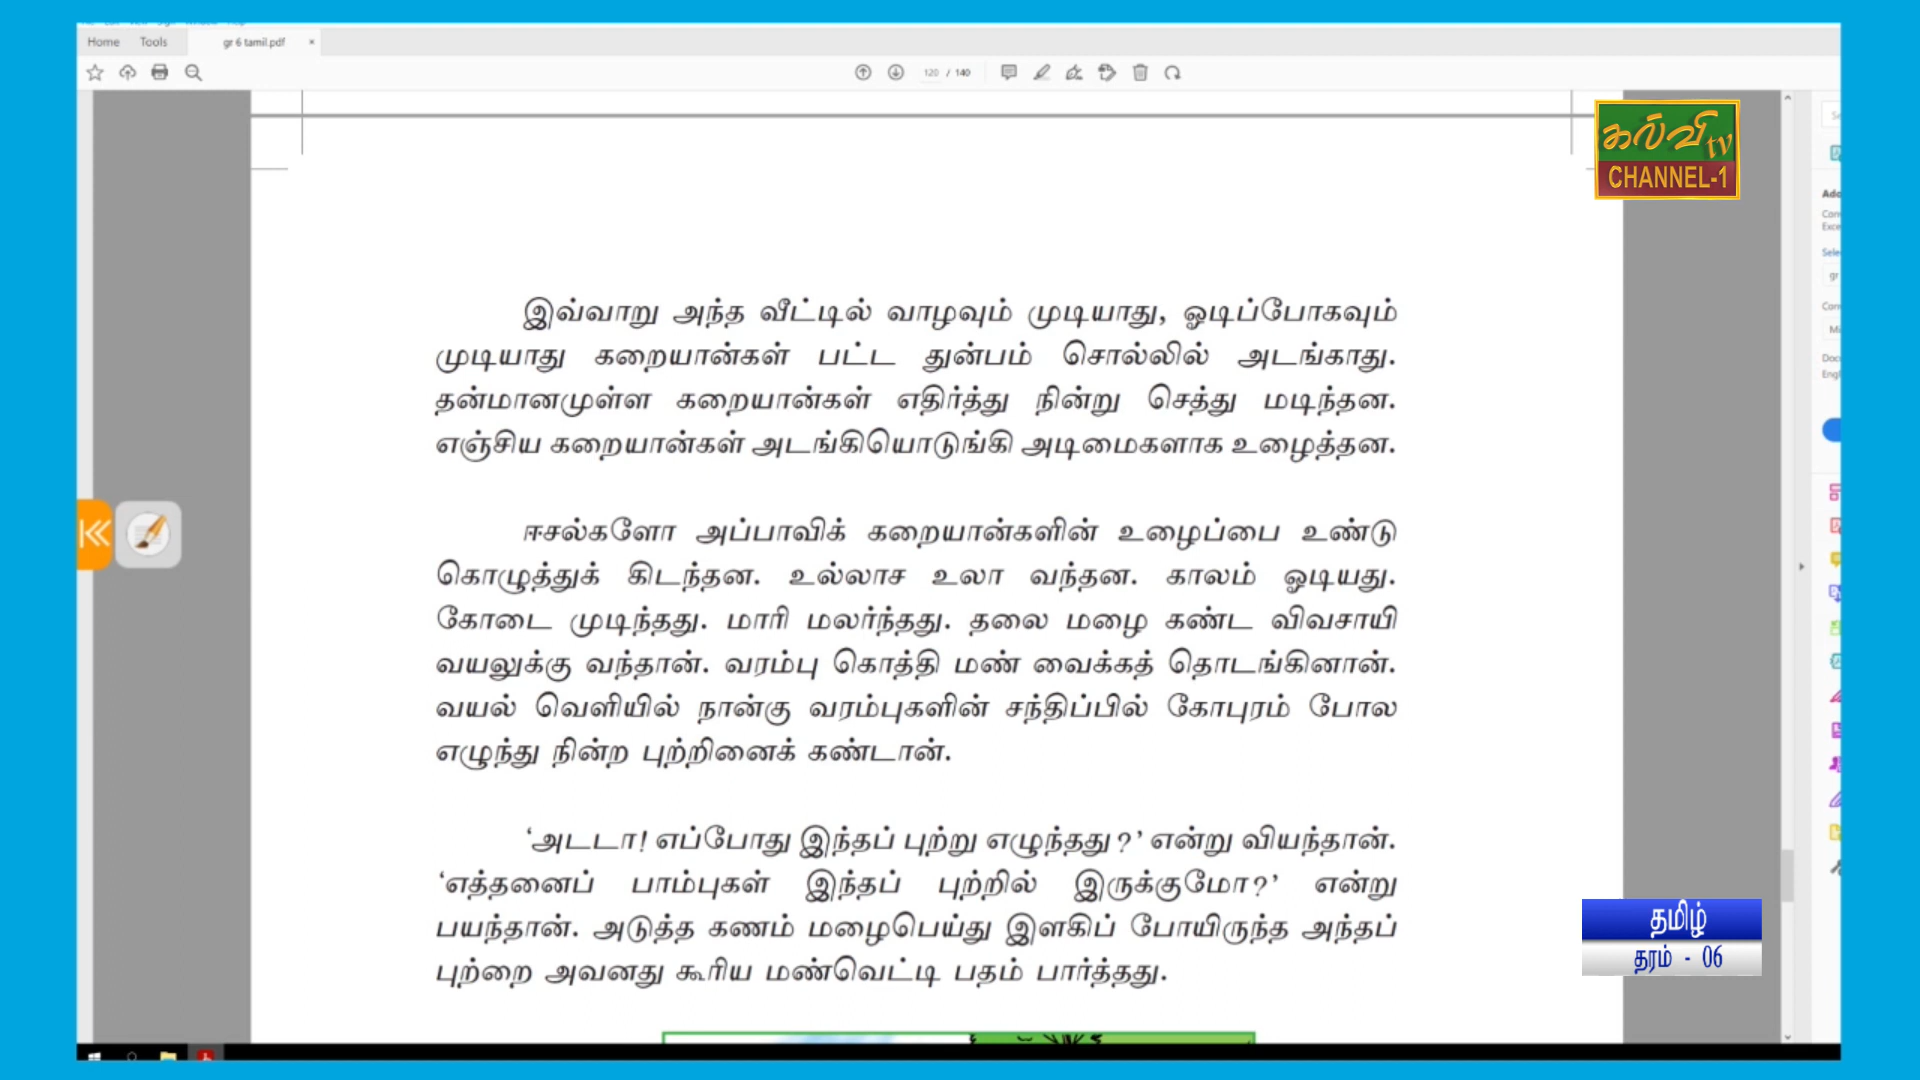 Home Tools gr 6 tamil.pdf ×
120 / 140
கல்வி tv
CHANNEL-1
இவ்வாறு அந்த வீட்டில் வாழவும் முடியாது, ஓடிப்போகவும்
முடியாது கறையான்கள் பட்ட துன்பம் சொல்லில் அடங்காது.
தன்மானமுள்ள கறையான்கள் எதிர்த்து நின்று செத்து மடிந்தன.
எஞ்சிய கறையான்கள் அடங்கியொடுங்கி அடிமைகளாக உழைத்தன.
ஈசல்களோ அப்பாவிக் கறையான்களின் உழைப்பை உண்டு
கொழுத்துக் கிடந்தன. உல்லாச உலா வந்தன. காலம் ஓடியது.
கோடை முடிந்தது. மாரி மலர்ந்தது. தலை மழை கண்ட விவசாயி
வயலுக்கு வந்தான். வரம்பு கொத்தி மண் வைக்கத் தொடங்கினான்.
வயல் வெளியில் நான்கு வரம்புகளின் சந்திப்பில் கோபுரம் போல
எழுந்து நின்ற புற்றினைக் கண்டான்.
‘அடடா! எப்போது இந்தப் புற்று எழுந்தது?’ என்று வியந்தான்.
‘எத்தனைப் பாம்புகள் இந்தப் புற்றில் இருக்குமோ?’ என்று
பயந்தான். அடுத்த கணம் மழைபெய்து இளகிப் போயிருந்த அந்தப்
புற்றை அவனது கூரிய மண்வெட்டி பதம் பார்த்தது.
தமிழ்
தரம் - 06